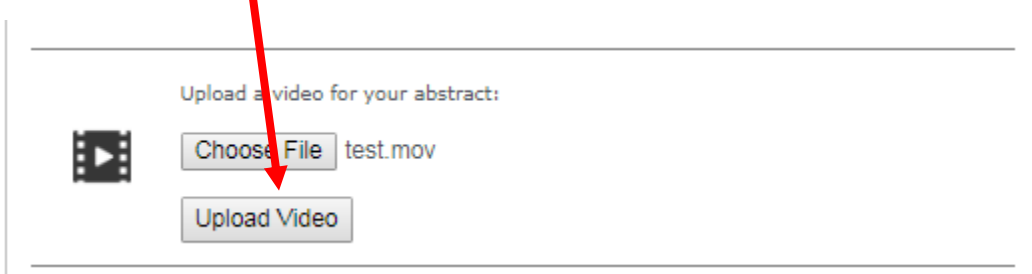 Upload a video for your abstract:
Choose File test.mov
Upload Video